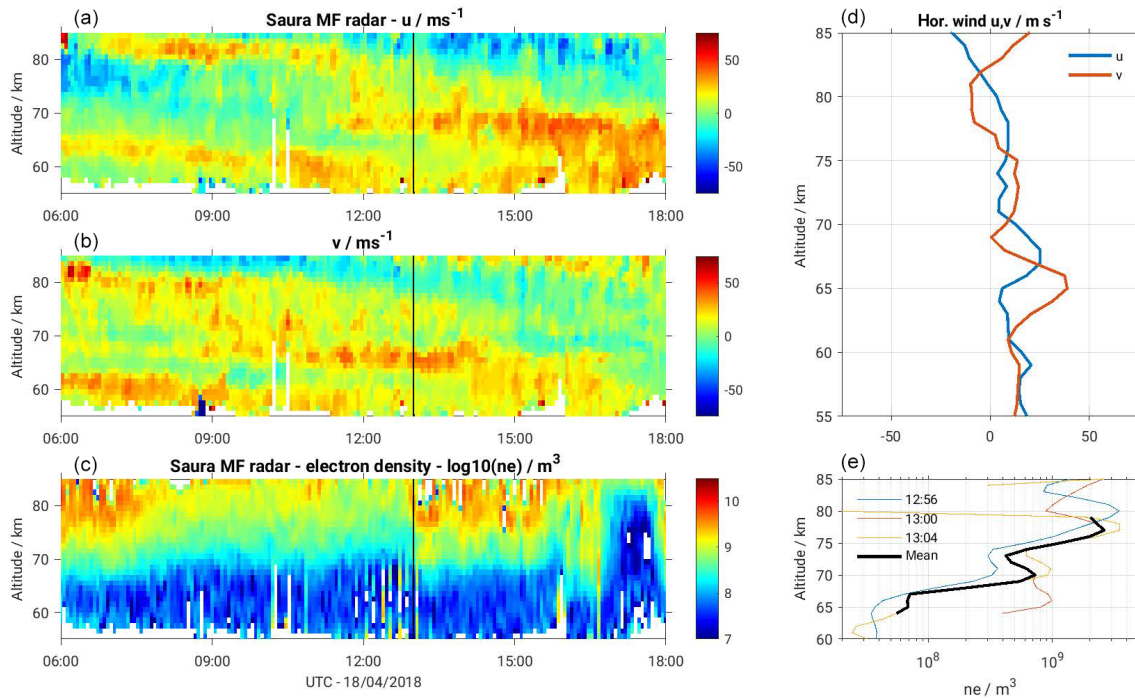 (a) Saura MF radar - u / ms⁻¹
Altitude / km
80
70
60
06:00 09:00 12:00 15:00 18:00
50
0
-50
(b) v / ms⁻¹
Altitude / km
80
70
60
06:00 09:00 12:00 15:00 18:00
50
0
-50
(c) Saura MF radar - electron density - log10(ne) / m³
Altitude / km
80
70
60
06:00 09:00 12:00 15:00 18:00
UTC - 18/04/2018
10
9
8
7
(d) Hor. wind u,v / m s⁻¹
Altitude / km
85
80
75
70
65
60
55
-50 0 50
u
v
(e)
Altitude / km
85
80
75
70
65
60
12:56
13:00
13:04
Mean
10⁸ 10⁹
ne / m³